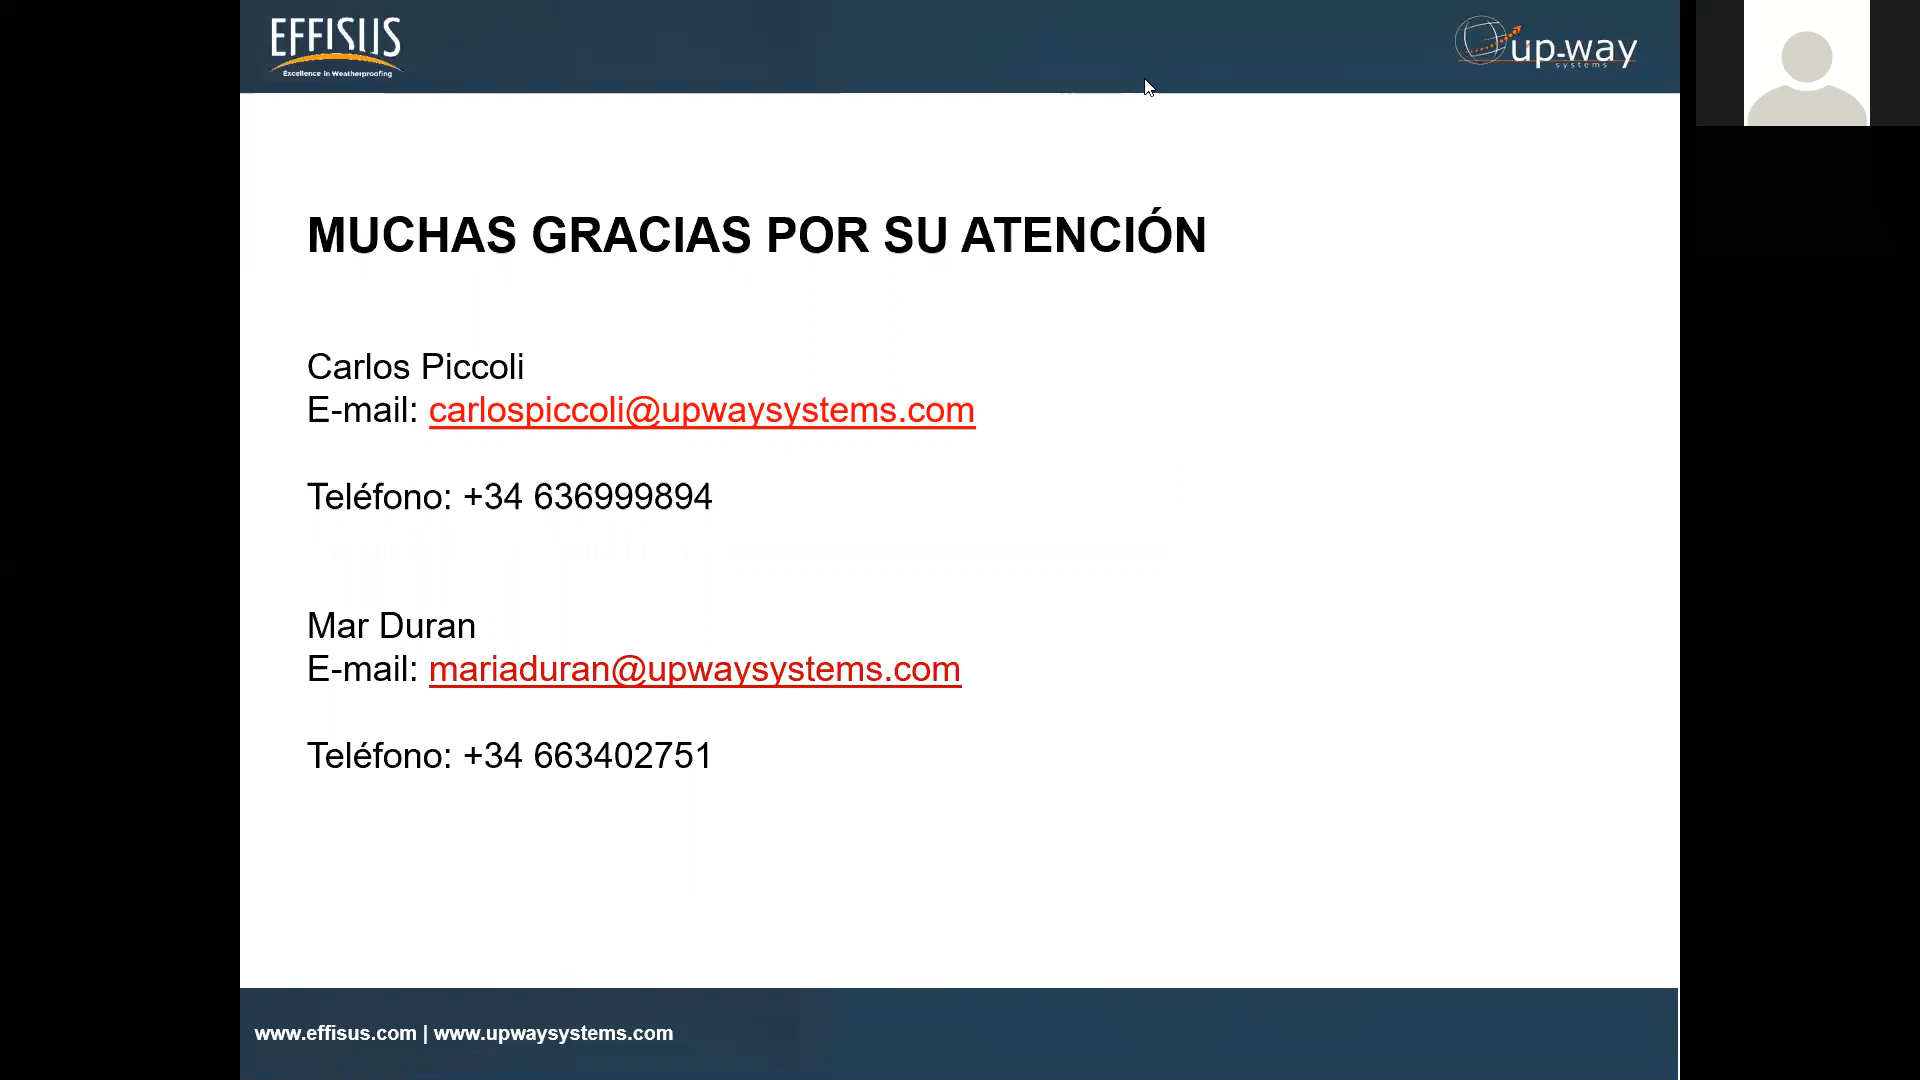 EFFISUS
Excellence in Weatherproofing
up-way
systems
MUCHAS GRACIAS POR SU ATENCIÓN
Carlos Piccoli
E-mail: carlospiccoli@upwaysystems.com
Teléfono: +34 636999894
Mar Duran
E-mail: mariaduran@upwaysystems.com
Teléfono: +34 663402751
www.effisus.com | www.upwaysystems.com